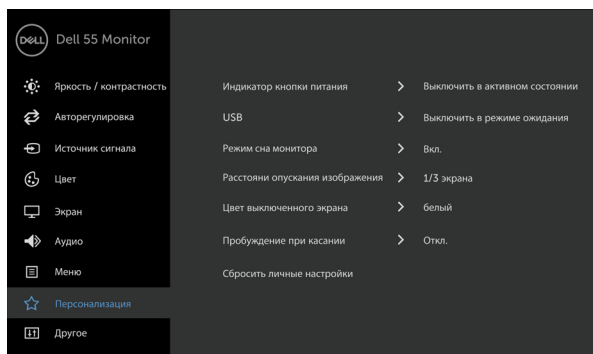 DELL Dell 55 Monitor
Яркость / контрастность
Индикатор кнопки питания
Выключить в активном состоянии
Авторегулировка
USB
Выключить в режиме ожидания
Источник сигнала
Режим сна монитора
Вкл.
Цвет
Расстояни опускания изображения
1/3 экрана
Экран
Цвет выключенного экрана
белый
Аудио
Пробуждение при касании
Откл.
Меню
Сбросить личные настройки
Персонализация
Другое